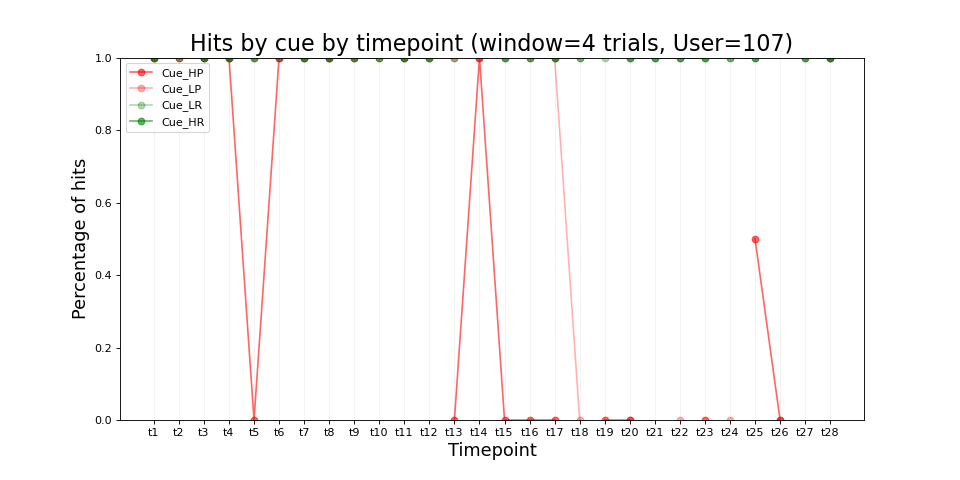 Hits by cue by timepoint (window=4 trials, User=107)
Percentage of hits
1.0
0.8
0.6
0.4
0.2
0.0
Cue_HP
Cue_LP
Cue_LR
Cue_HR
t1 t2 t3 t4 t5 t6 t7 t8 t9 t10 t11 t12 t13 t14 t15 t16 t17 t18 t19 t20 t21 t22 t23 t24 t25 t26 t27 t28
Timepoint